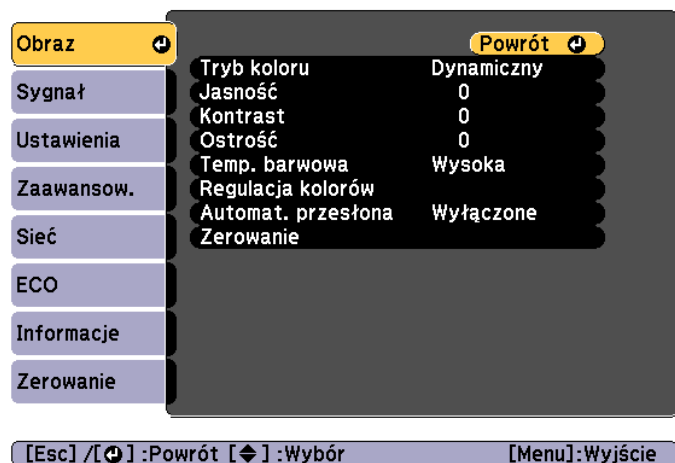 Obraz
Sygnał
Ustawienia
Zaawansow.
Sieć
ECO
Informacje
Zerowanie
Powrót
Tryb koloru Dynamiczny
Jasność 0
Kontrast 0
Ostrość 0
Temp. barwowa Wysoka
Regulacja kolorów
Automat. przesłona Wyłączone
Zerowanie
[Esc] /[ ] :Powrót [ ] :Wybór [Menu]:Wyjście